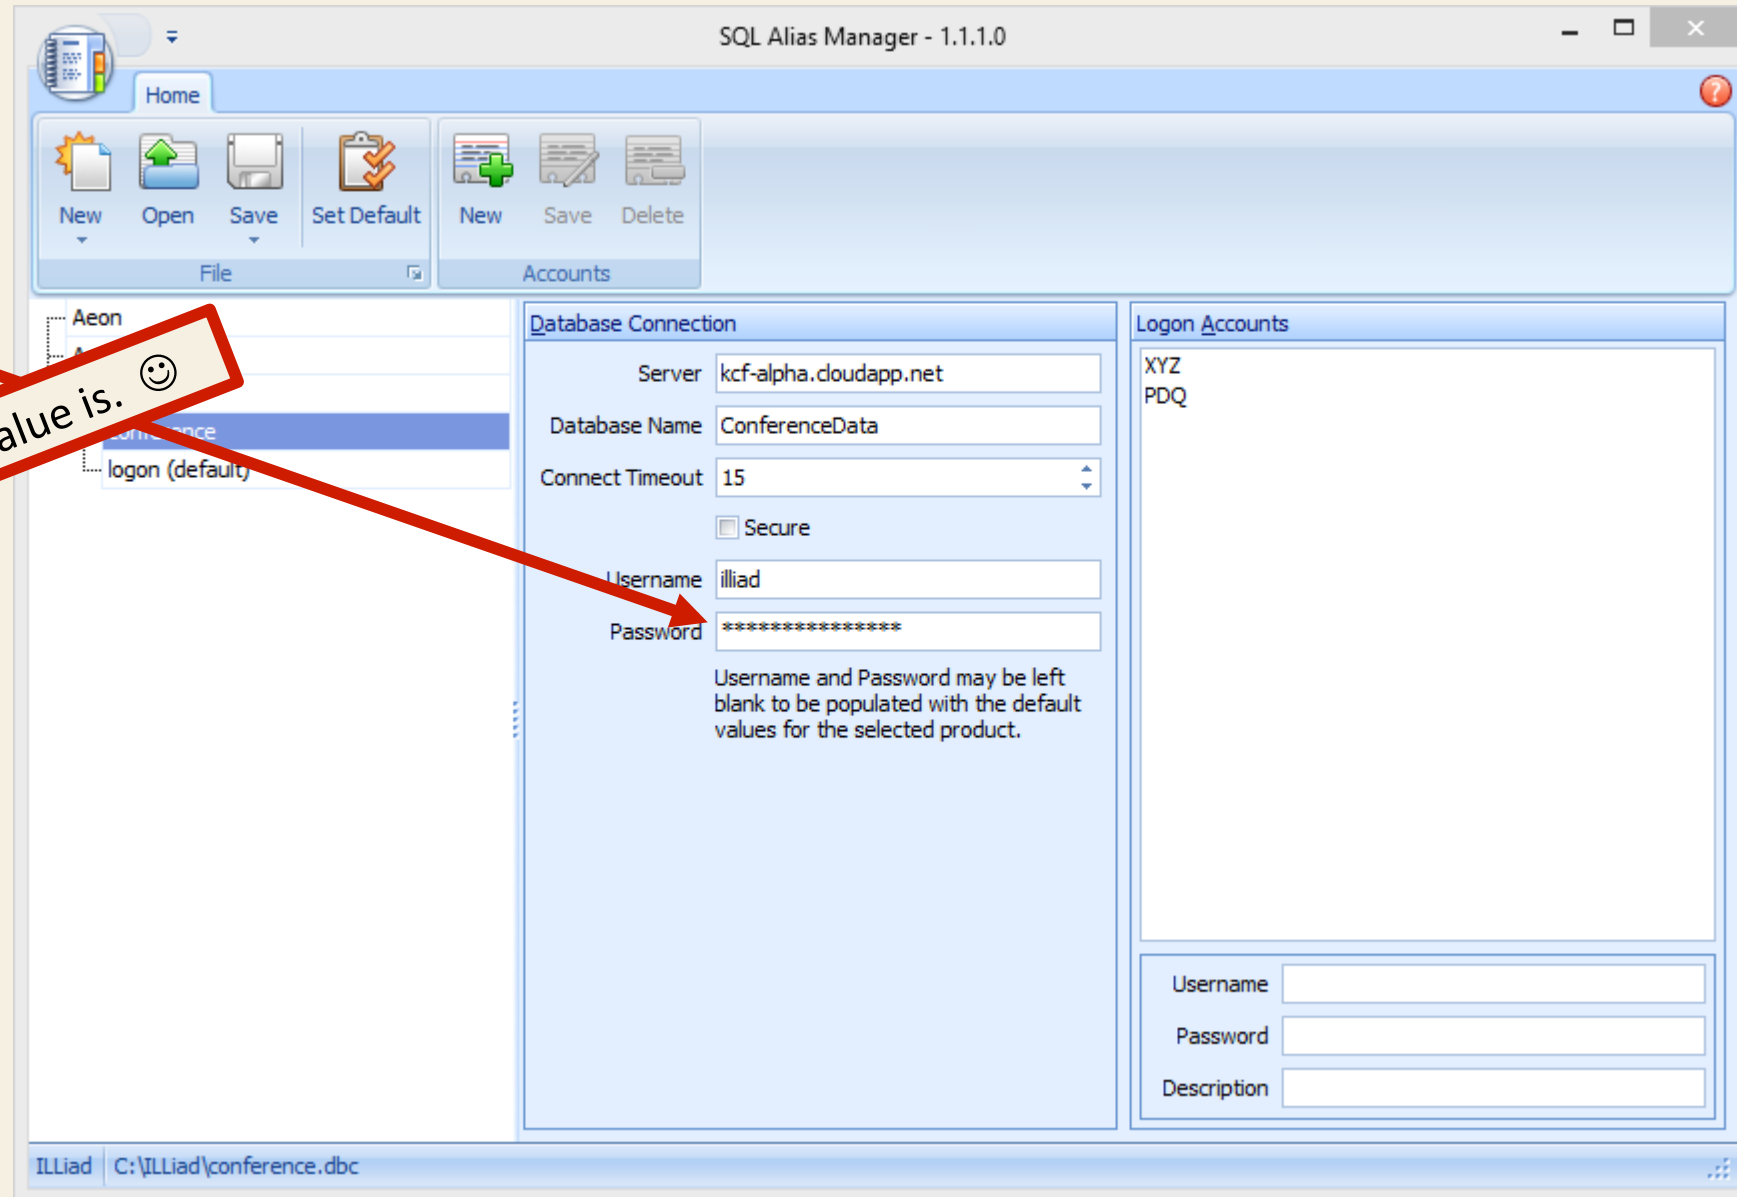 SQL Alias Manager - 1.1.1.0
Home
New
Open
Save
Set Default
New
Save
Delete
File
Accounts
Aeon
alue is. ☺
conference
logon (default)
Database Connection
Server kcf-alpha.cloudapp.net
Database Name ConferenceData
Connect Timeout 15
Secure
Username illiad
Password ***************
Username and Password may be left
blank to be populated with the default
values for the selected product.
Logon Accounts
XYZ
PDQ
Username
Password
Description
ILLiad C:\ILLiad\conference.dbc